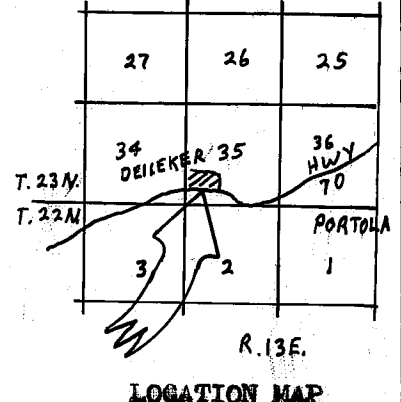 27 26 25
34 35 36
DELLEKER HWY
T. 23N. 70
T. 22N. PORTOLA
3 2 1
R. 13E.
LOCATION MAP